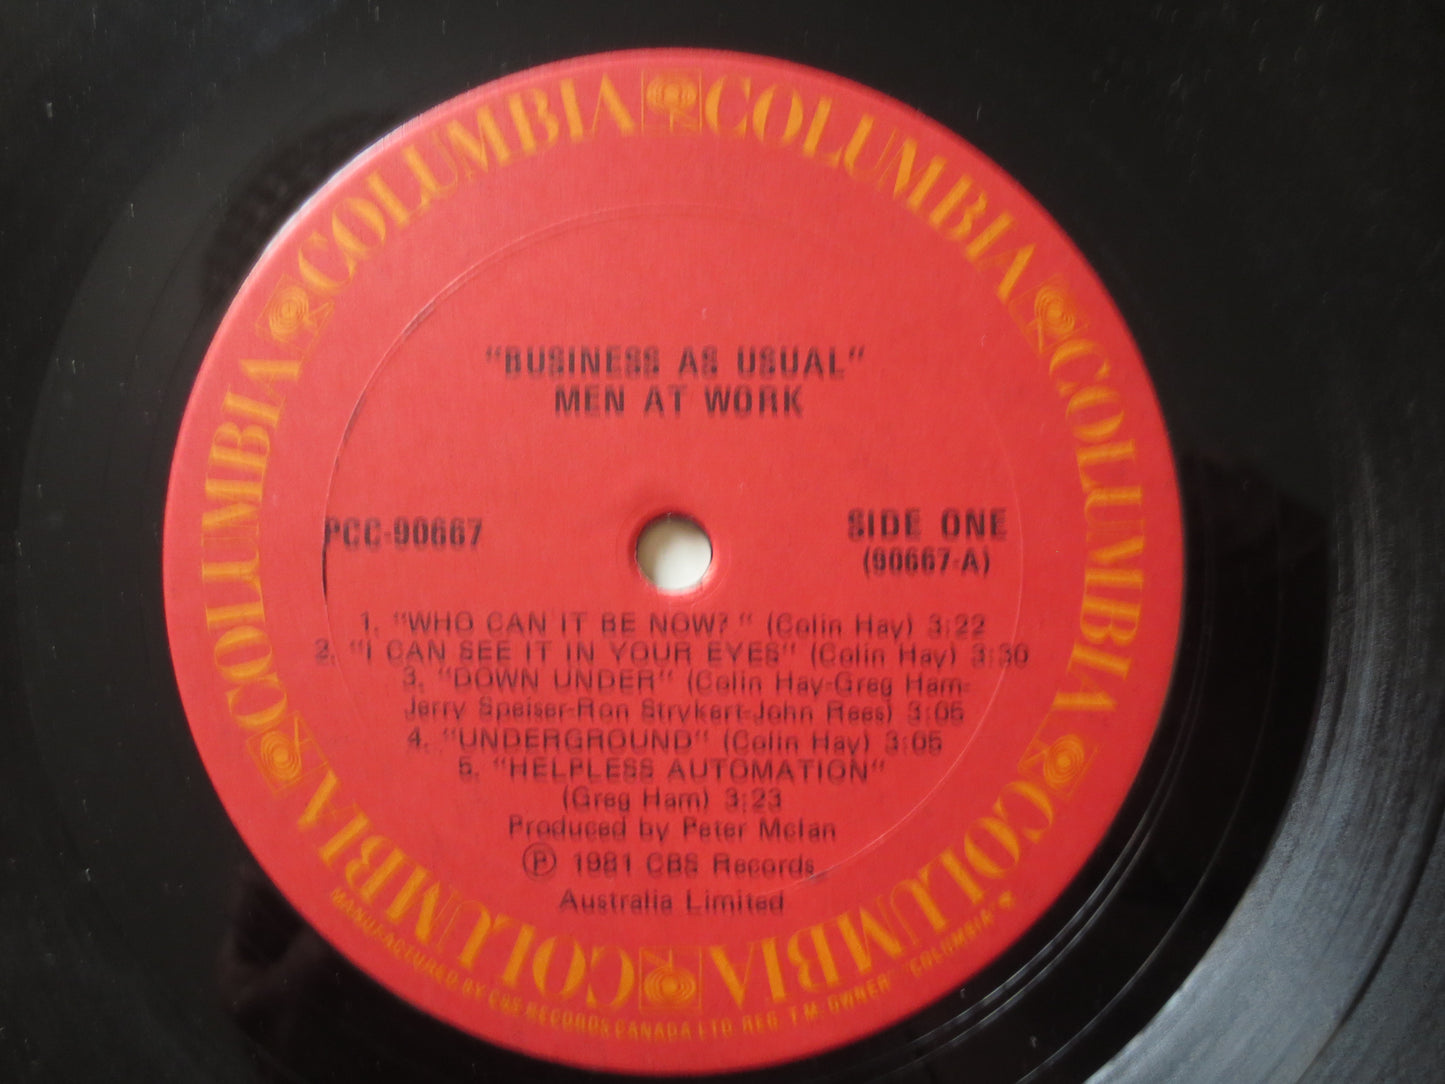 COLUMBIA COLUMBIA COLUMBIA COLUMBIA COLUMBIA COLUMBIA COLUMBIA COLUMBIA
"BUSINESS AS USUAL"
MEN AT WORK
PCC-90667
SIDE ONE
(90667-A)
1. "WHO CAN IT BE NOW?" (Colin Hay) 3:22
2. "I CAN SEE IT IN YOUR EYES" (Colin Hay) 3:30
3. "DOWN UNDER" (Colin Hay-Greg Ham-
Jerry Speiser-Ron Strykert-John Rees) 3:05
4. "UNDERGROUND" (Colin Hay) 3:05
5. "HELPLESS AUTOMATION"
(Greg Ham) 3:23
Produced by Peter Mclan
Ⓟ 1981 CBS Records
Australia Limited
MANUFACTURED BY CBS RECORDS CANADA LTD. REG. T.M. OWNER "COLUMBIA"